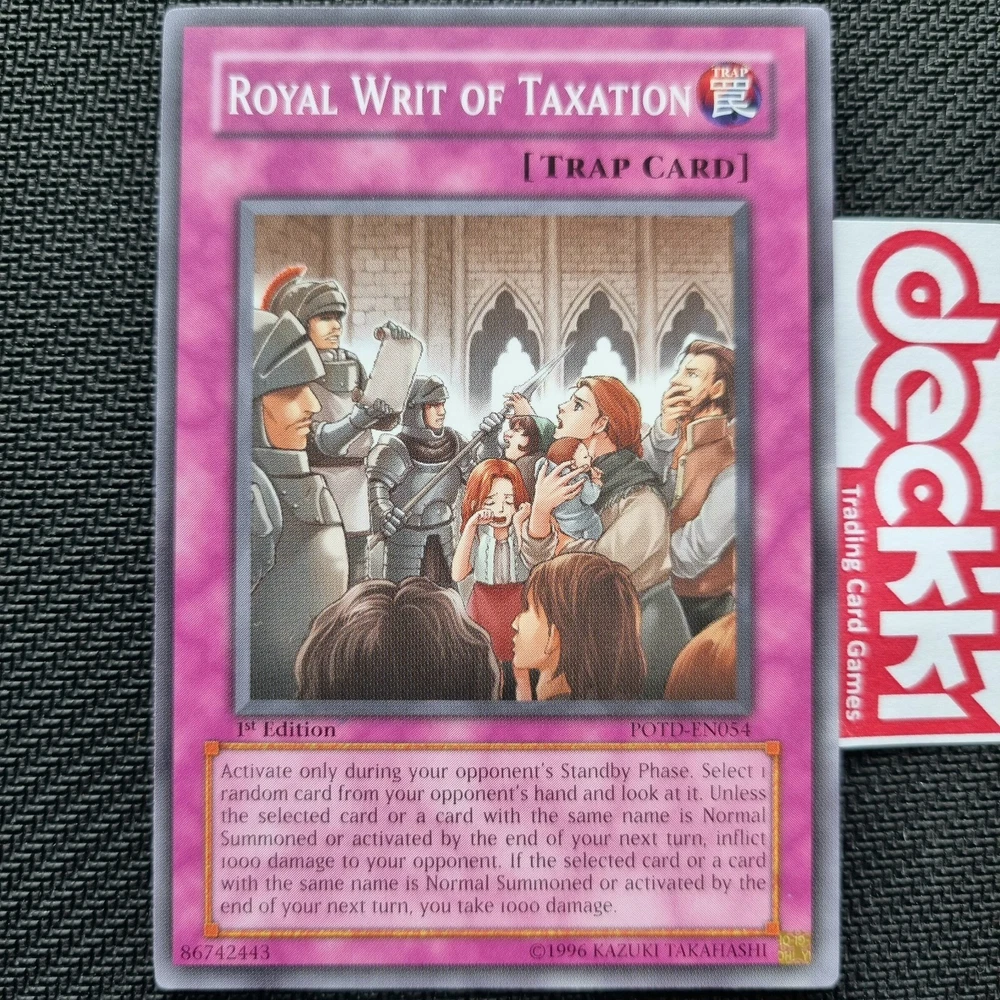 ROYAL WRIT OF TAXATION
TRAP
罠
[TRAP CARD]
1st Edition
POTD-EN054
Activate only during your opponent's Standby Phase. Select 1
random card from your opponent's hand and look at it. Unless
the selected card or a card with the same name is Normal
Summoned or activated by the end of your next turn, inflict
1000 damage to your opponent. If the selected card or a card
with the same name is Normal Summoned or activated by the
end of your next turn, you take 1000 damage.
86742443
©1996 KAZUKI TAKAHASHI
deckki
Trading Card Games